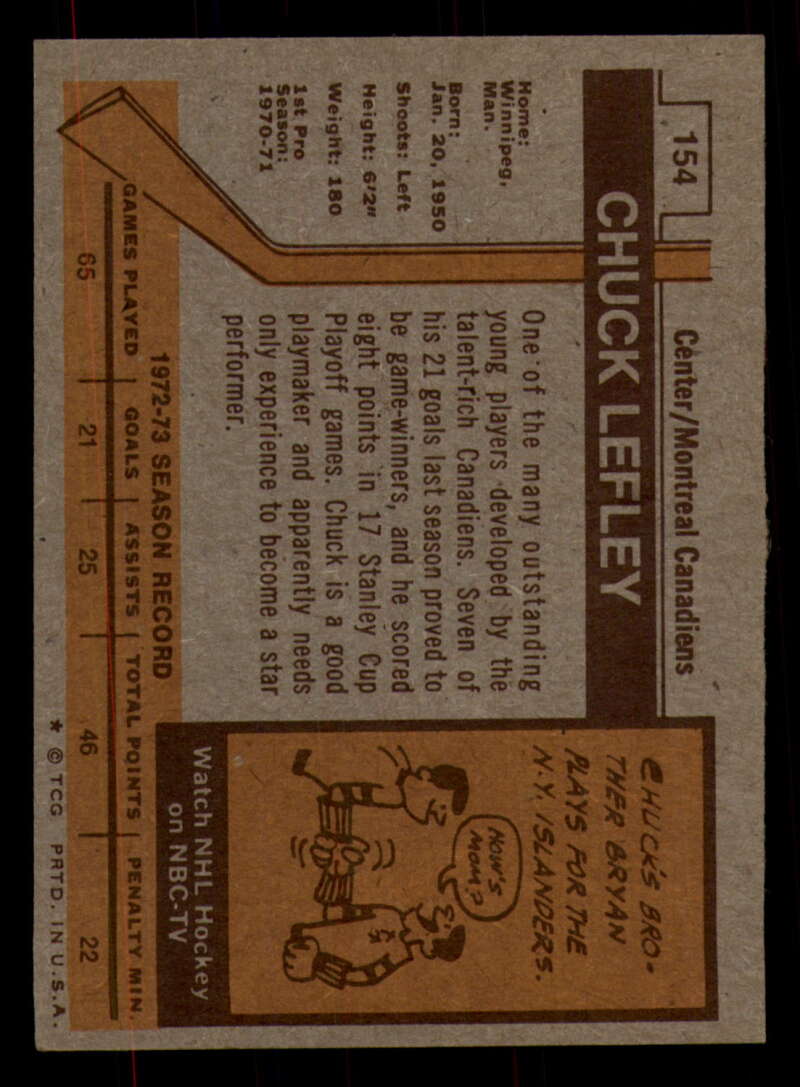 154
Center/Montreal Canadiens
CHUCK LEFLEY
Home:
Winnipeg,
Man.
Born:
Jan. 20, 1950
Shoots: Left
Height: 6'2"
Weight: 180
1st Pro
Season:
1970-71
One of the many outstanding
young players developed by the
talent-rich Canadiens. Seven of
his 21 goals last season proved to
be game-winners, and he scored
eight points in 17 Stanley Cup
Playoff games. Chuck is a good
playmaker and apparently needs
only experience to become a star
performer.
CHUCK'S BRO-
THER BRYAN
PLAYS FOR THE
N.Y. ISLANDERS.
HOW'S
MOM?
Watch NHL Hockey
on NBC-TV
1972-73 SEASON RECORD
GAMES PLAYED GOALS ASSISTS TOTAL POINTS PENALTY MIN.
65 21 25 46 22
* © TCG PRTD. IN U.S.A.